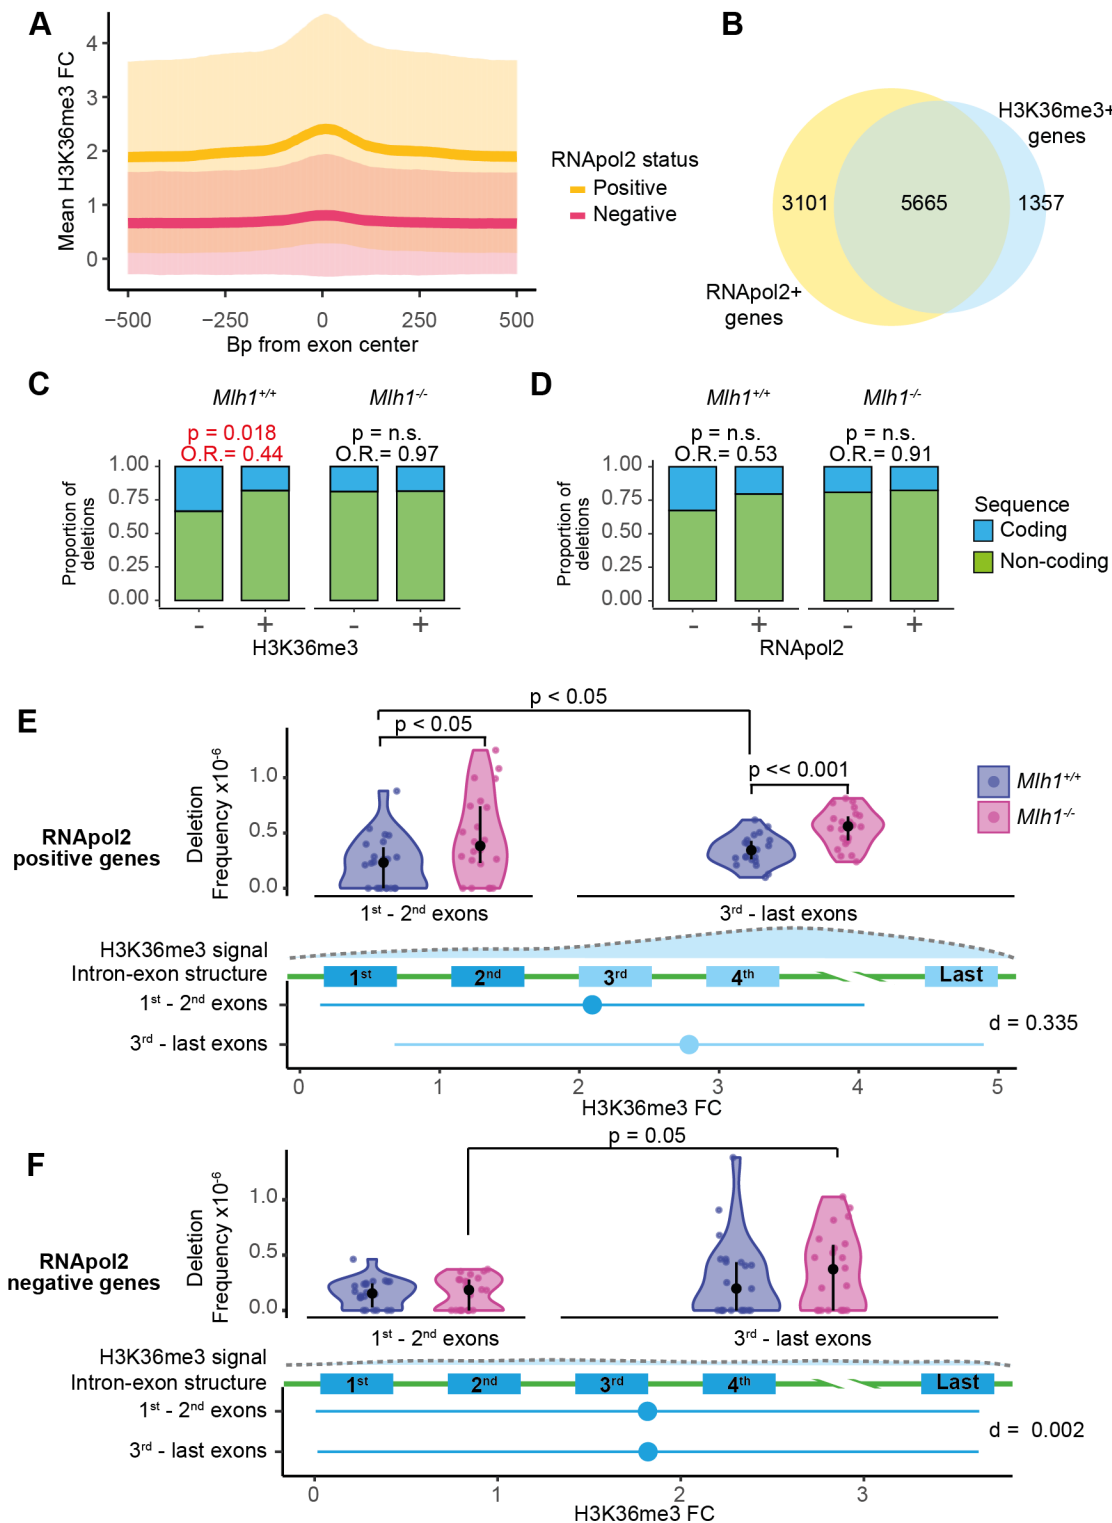 A
Mean H3K36me3 FC
4
3
2
1
0
−500
−250
0
250
500
Bp from exon center
RNApol2 status
Positive
Negative
B
H3K36me3+
genes
3101
5665
1357
RNApol2+
genes
C
Mlh1+/+
Mlh1-/-
p = 0.018
O.R.= 0.44
p = n.s.
O.R.= 0.97
Proportion of
deletions
1.00
0.75
0.50
0.25
0.00
-
+
-
+
H3K36me3
D
Mlh1+/+
Mlh1-/-
p = n.s.
O.R.= 0.53
p = n.s.
O.R.= 0.91
Proportion of
deletions
1.00
0.75
0.50
0.25
0.00
-
+
-
+
RNApol2
Sequence
Coding
Non-coding
E
p < 0.05
p < 0.05
p << 0.001
RNApol2
positive genes
Deletion
Frequency x10-6
1.0
0.5
0.0
Mlh1+/+
Mlh1-/-
1st - 2nd exons
3rd - last exons
H3K36me3 signal
Intron-exon structure
1st
2nd
3rd
4th
Last
1st - 2nd exons
3rd - last exons
d = 0.335
0
1
2
3
4
5
H3K36me3 FC
F
p = 0.05
RNApol2
negative genes
Deletion
Frequency x10-6
1.0
0.5
0.0
1st - 2nd exons
3rd - last exons
H3K36me3 signal
Intron-exon structure
1st
2nd
3rd
4th
Last
1st - 2nd exons
3rd - last exons
d = 0.002
0
1
2
3
H3K36me3 FC